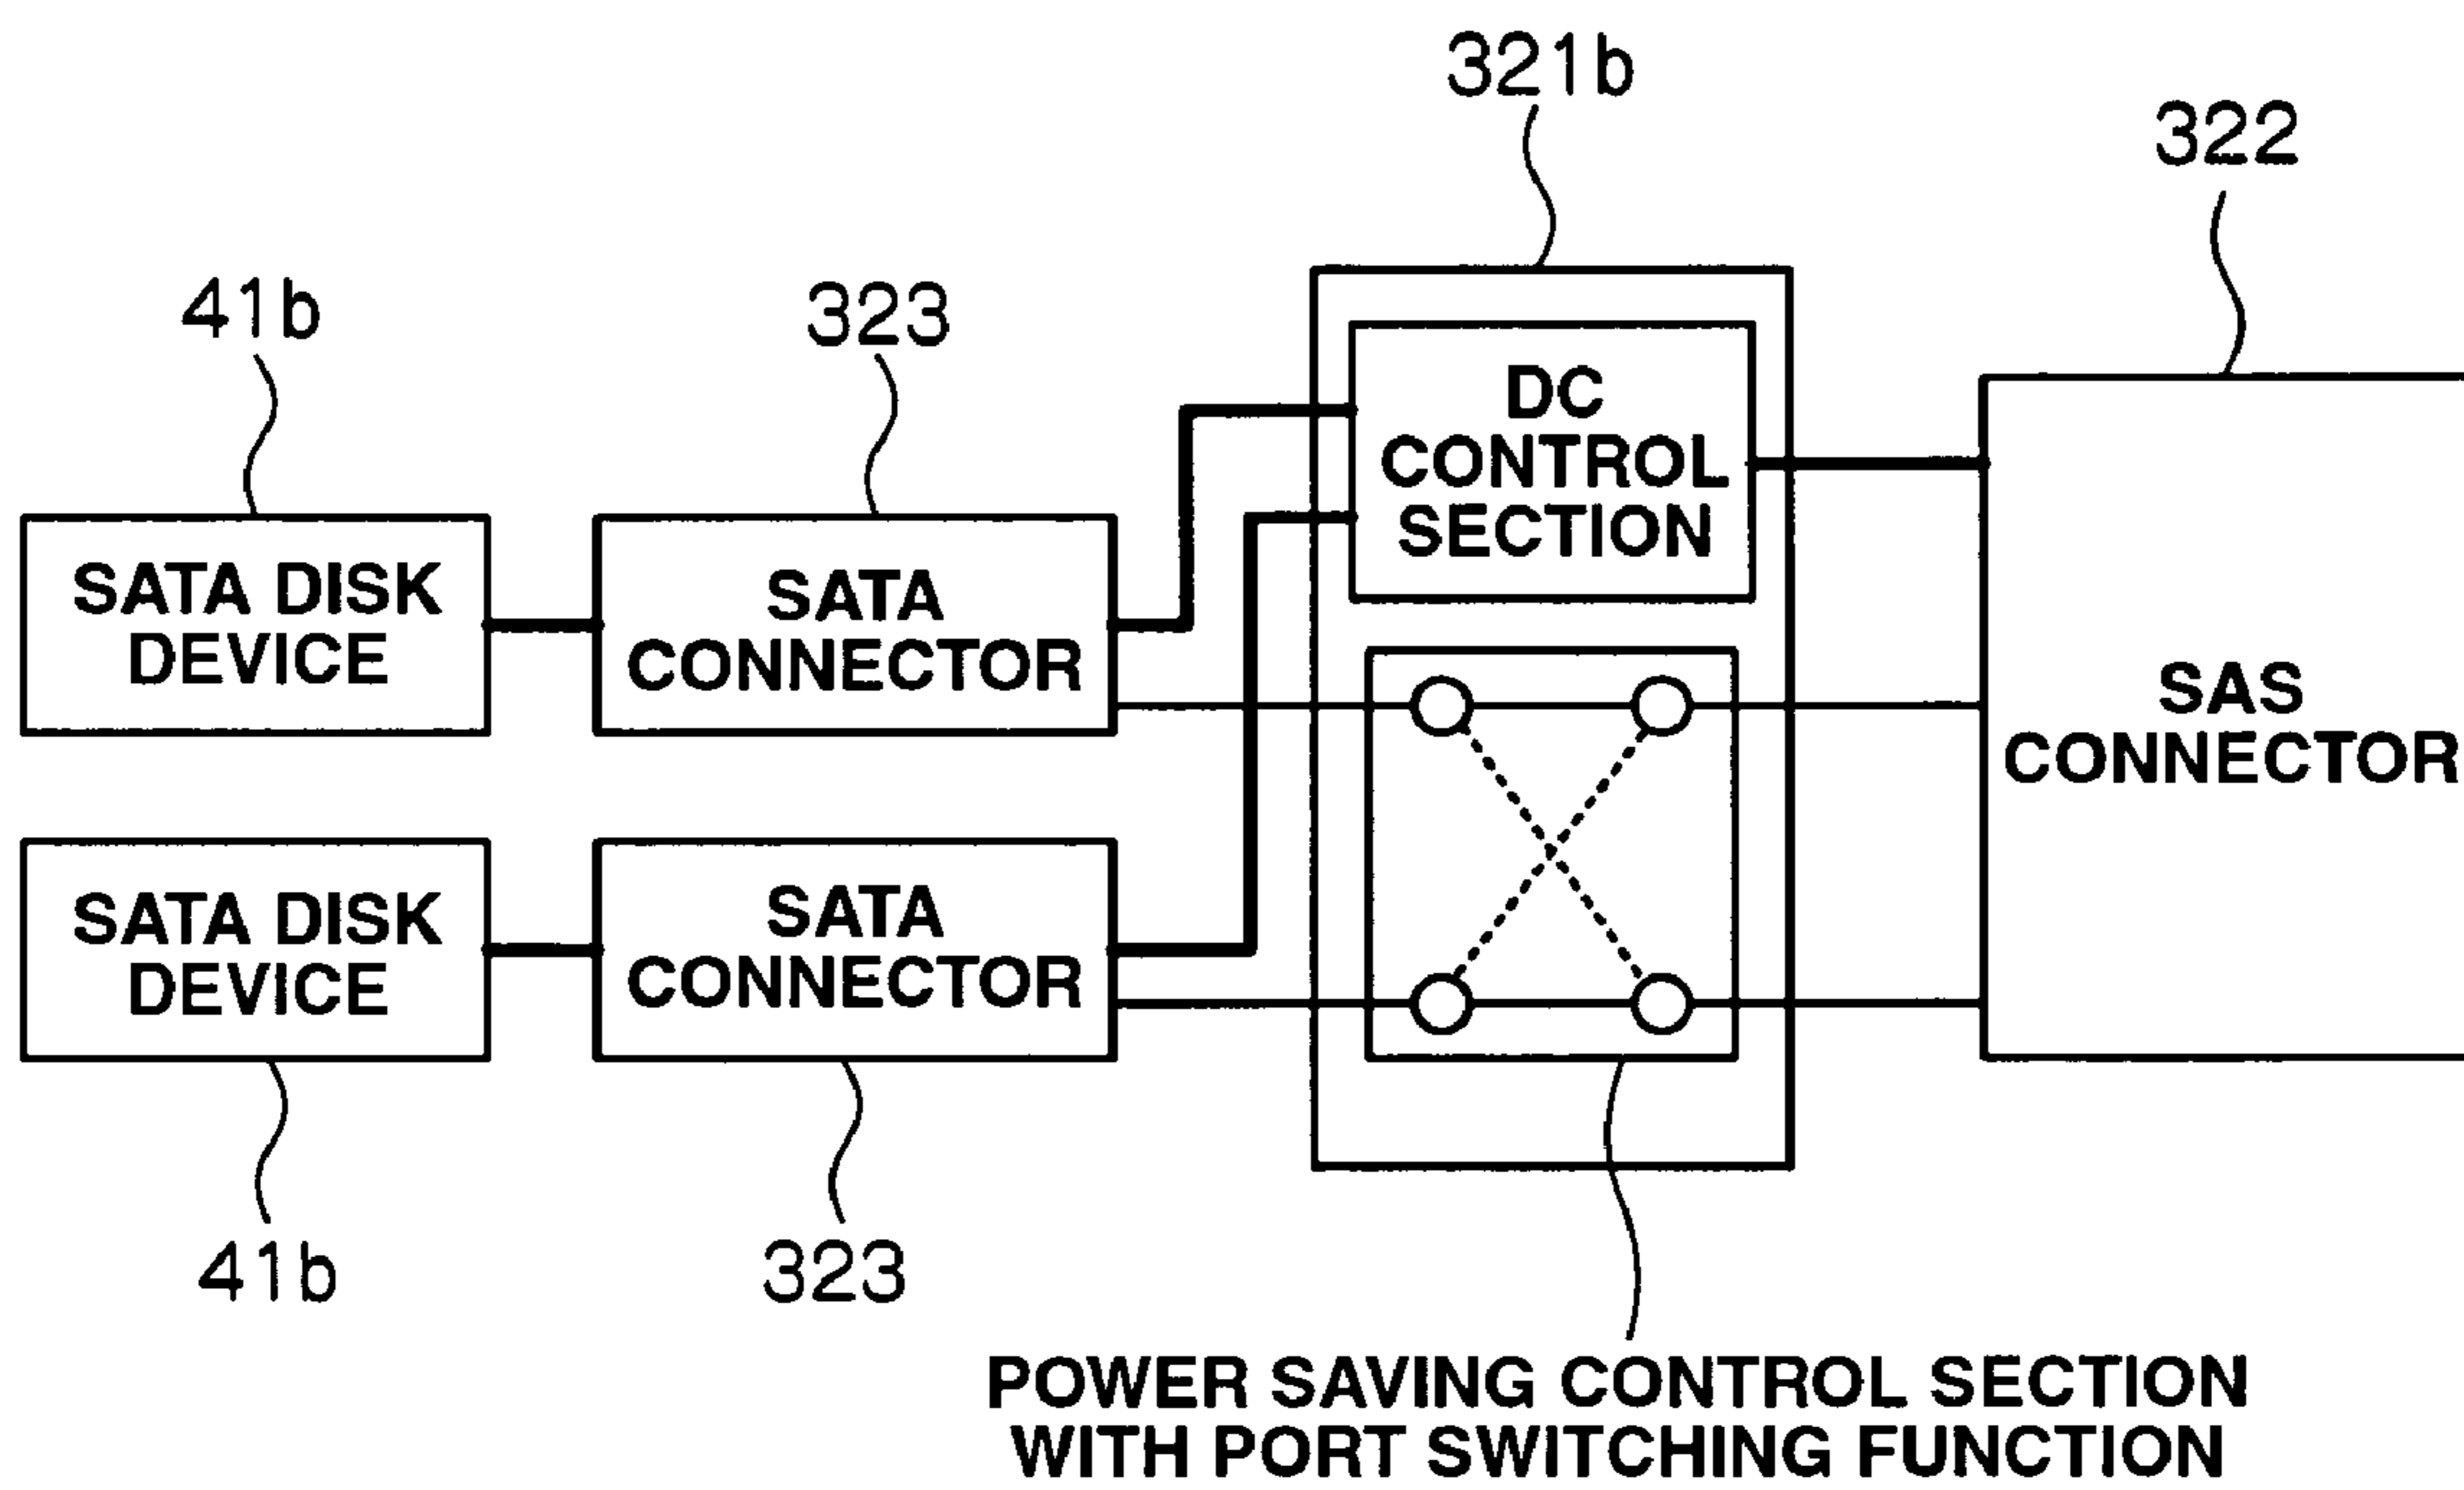 321b
322
41b
323
DC
CONTROL
SECTION
SATA DISK
DEVICE
SATA
CONNECTOR
SAS
CONNECTOR
SATA DISK
DEVICE
SATA
CONNECTOR
41b
323
POWER SAVING CONTROL SECTION
WITH PORT SWITCHING FUNCTION